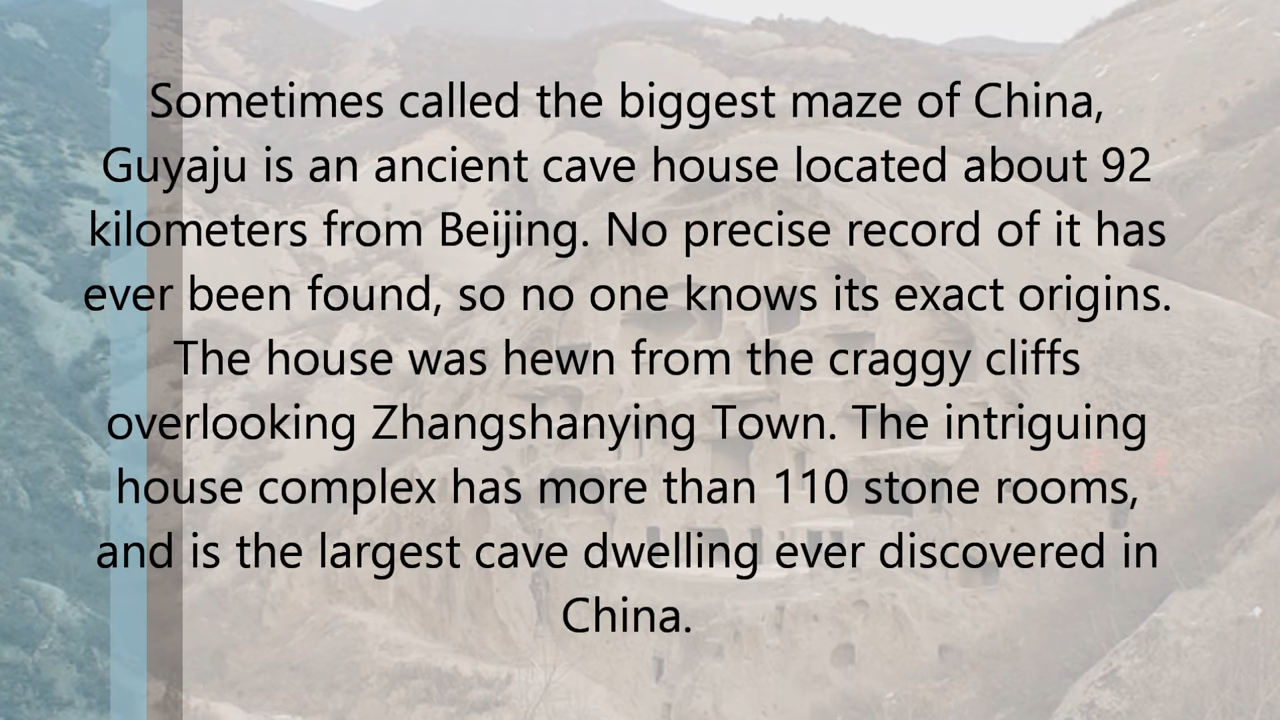 Sometimes called the biggest maze of China,
Guyaju is an ancient cave house located about 92
kilometers from Beijing. No precise record of it has
ever been found, so no one knows its exact origins.
The house was hewn from the craggy cliffs
overlooking Zhangshanying Town. The intriguing
house complex has more than 110 stone rooms,
and is the largest cave dwelling ever discovered in
China.